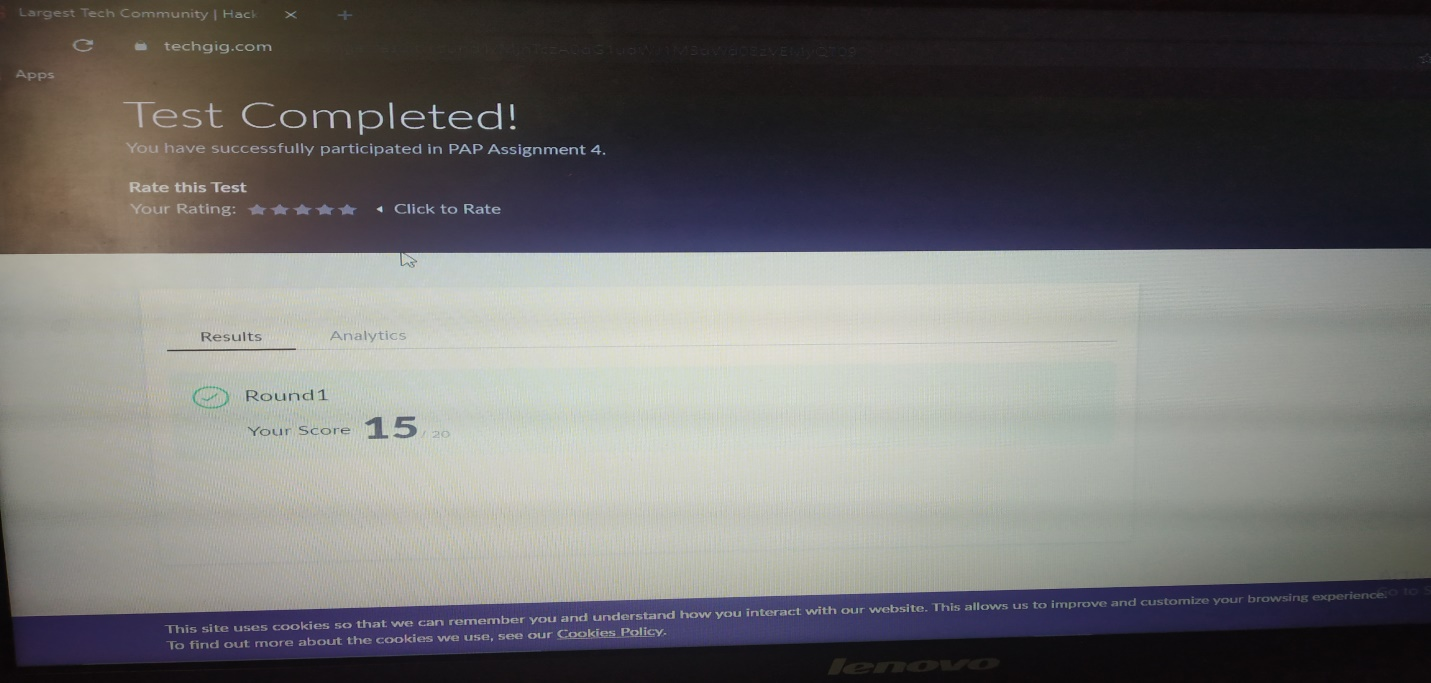 Largest Tech Community | Hack
techgig.com
Apps
Test Completed!
You have successfully participated in PAP Assignment 4.
Rate this Test
Your Rating:
Click to Rate
Results
Analytics
Round1
Your Score 15 / 20
This site uses cookies so that we can remember you and understand how you interact with our website. This allows us to improve and customize your browsing experience.
To find out more about the cookies we use, see our Cookies Policy.
lenovo